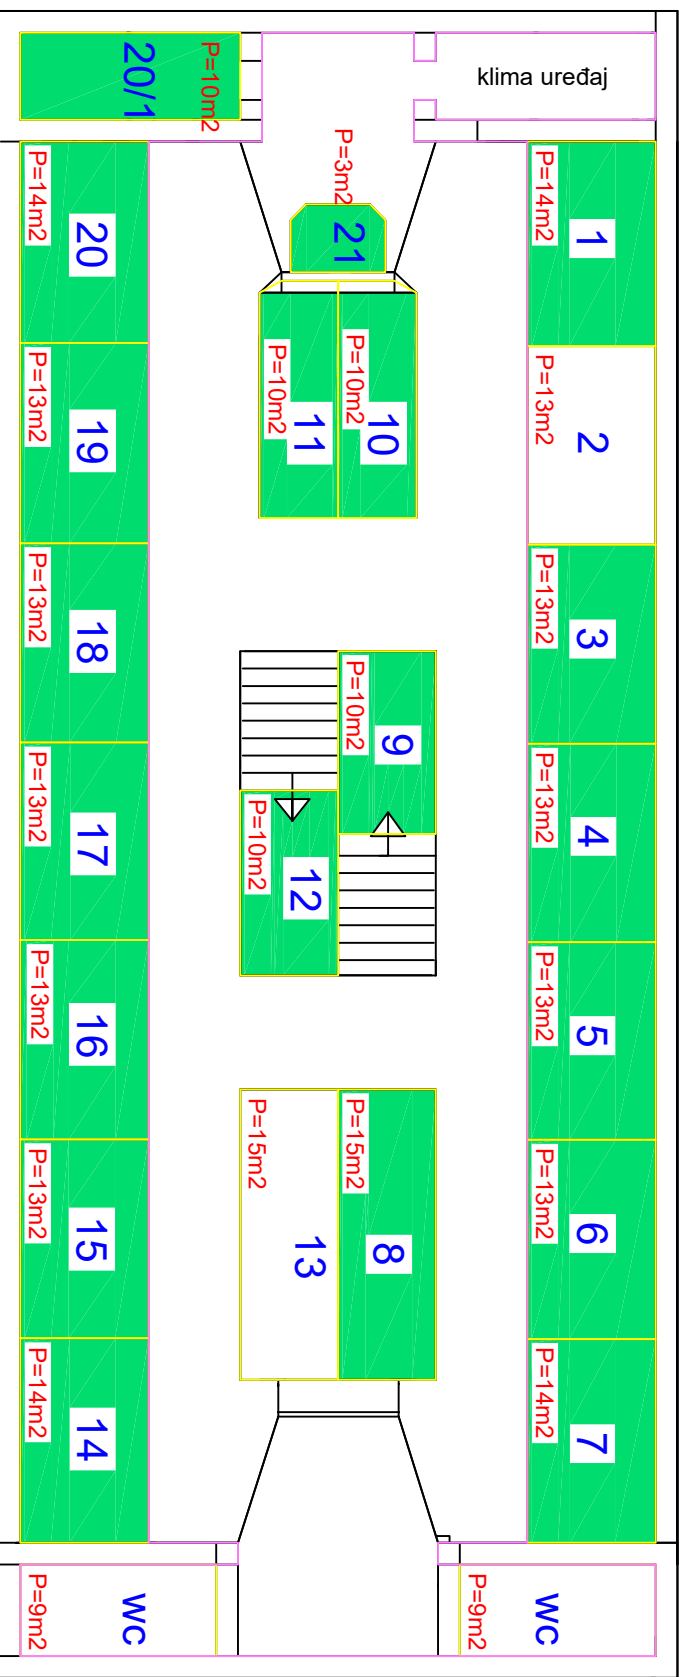 20/1
P=10m2
klima uređaj
P=3m2
21
20
P=14m2
1
P=14m2
11
P=10m2
10
P=10m2
19
P=13m2
2
P=13m2
18
P=13m2
3
P=13m2
9
P=10m2
17
P=13m2
4
P=13m2
12
P=10m2
16
P=13m2
5
P=13m2
15
P=13m2
6
P=13m2
13
P=15m2
8
P=15m2
14
P=14m2
7
P=14m2
WC
P=9m2
WC
P=9m2